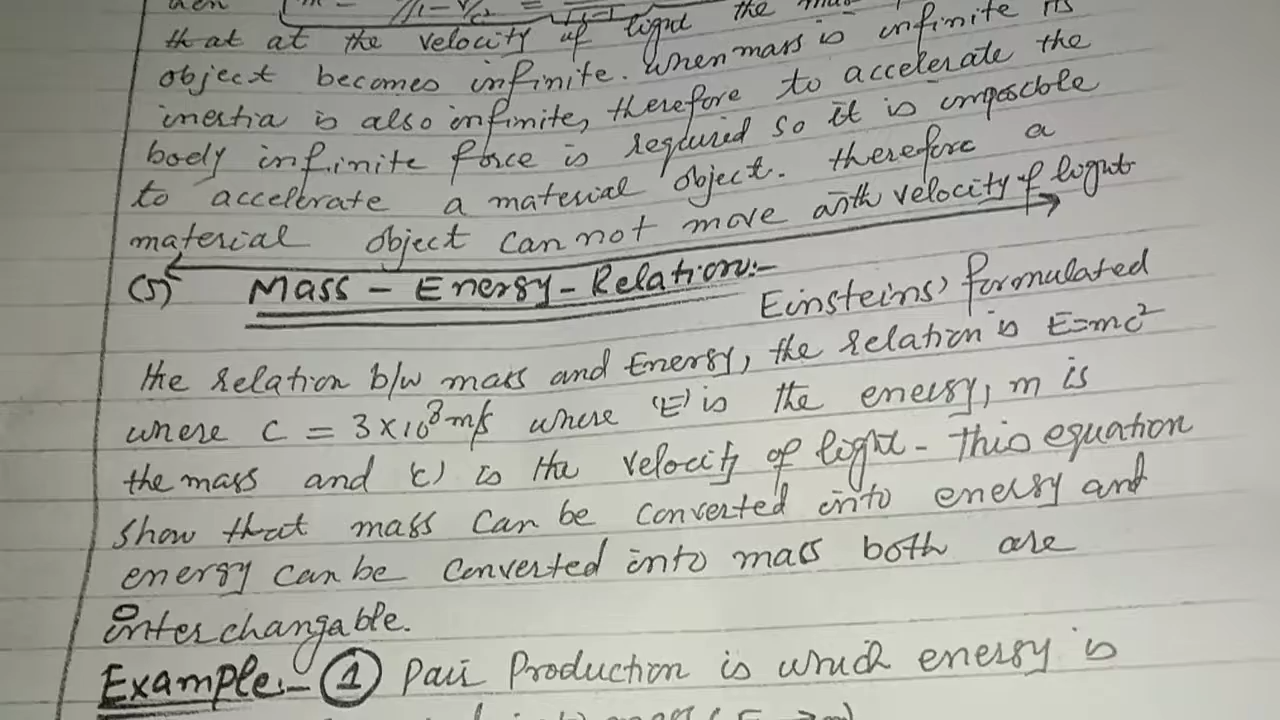 that at the velocity of light the
object becomes infinite. when mass is infinite its
inertia is also infinite, therefore to accelerate the
body infinite force is required so it is imposcble
to accelerate a material object. therefore a
material object can not move with velocity of light
(5) Mass - Energy - Relation:-
Einsteins' formulated
the relation b/w mass and Energy, the relation is E=mc²
where c = 3×10⁸ m/s where 'E' is the energy, m is
the mass and 'c' is the velocity of light - This equation
show that mass can be converted into energy and
energy can be converted into mass both are
inter changable.
Example:- ① Pair Production is which energy is